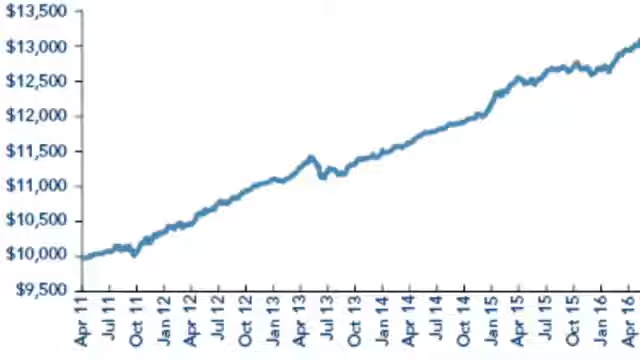 $13,500
$13,000
$12,500
$12,000
$11,500
$11,000
$10,500
$10,000
$9,500
Apr 11
Jul 11
Oct 11
Jan 12
Apr 12
Jul 12
Oct 12
Jan 13
Apr 13
Jul 13
Oct 13
Jan 14
Apr 14
Jul 14
Oct 14
Jan 15
Apr 15
Jul 15
Oct 15
Jan 16
Apr 16